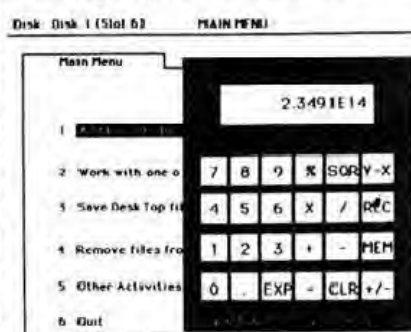 Disk: Disk 1 (Slot 6) MAIN MENU
Main Menu
2.3491E14
1
2 Work with one o
7 8 9 % SQR Y-X
3 Save Desk Top fil
4 5 6 X / REC
4 Remove files fro
1 2 3 + - MEM
5 Other Activities
0 . EXP = CLR +/-
6 Quit